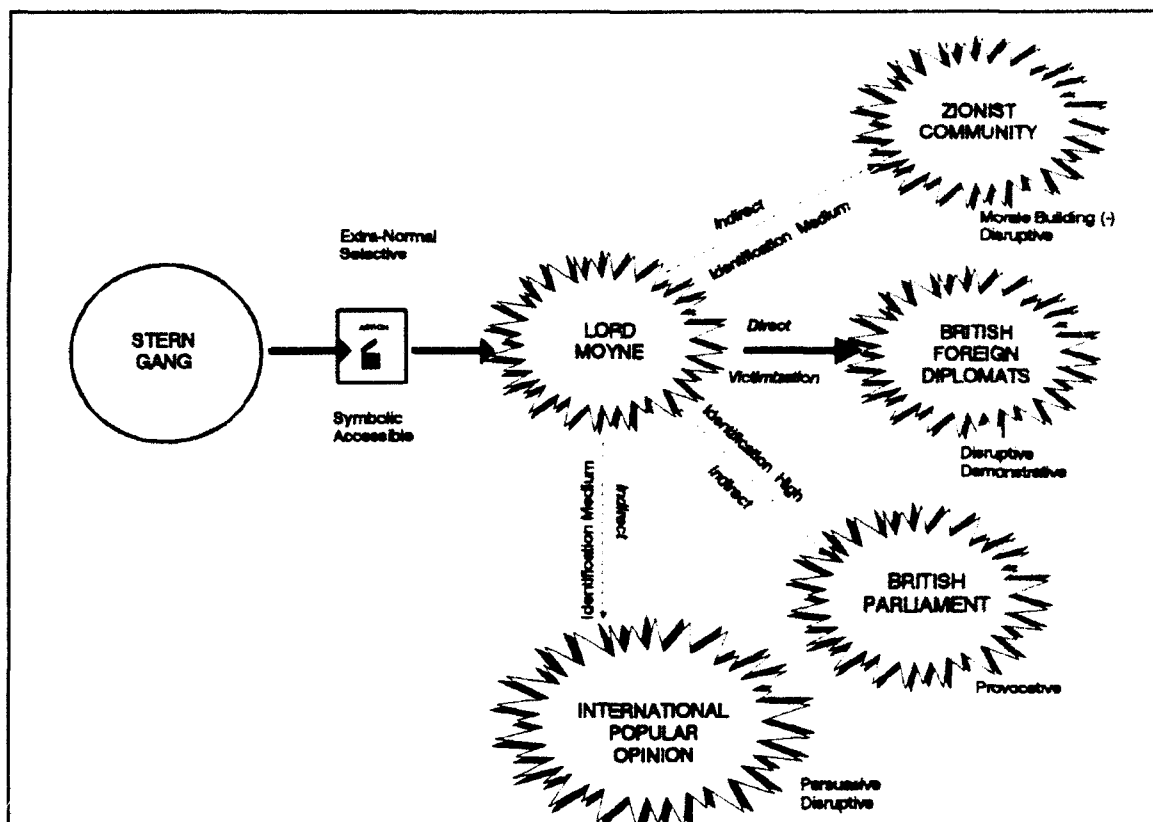 ZIONIST
COMMUNITY
Morale Building (-)
Disruptive
Indirect
Identification Medium
Extra-Normal
Selective
STERN
GANG
Symbolic
Accessible
LORD
MOYNE
Direct
Victimization
BRITISH
FOREIGN
DIPLOMATS
Disruptive
Demonstrative
Identification High
Indirect
BRITISH
PARLIAMENT
Provocative
Identification Medium
Indirect
INTERNATIONAL
POPULAR
OPINION
Persuasive
Disruptive